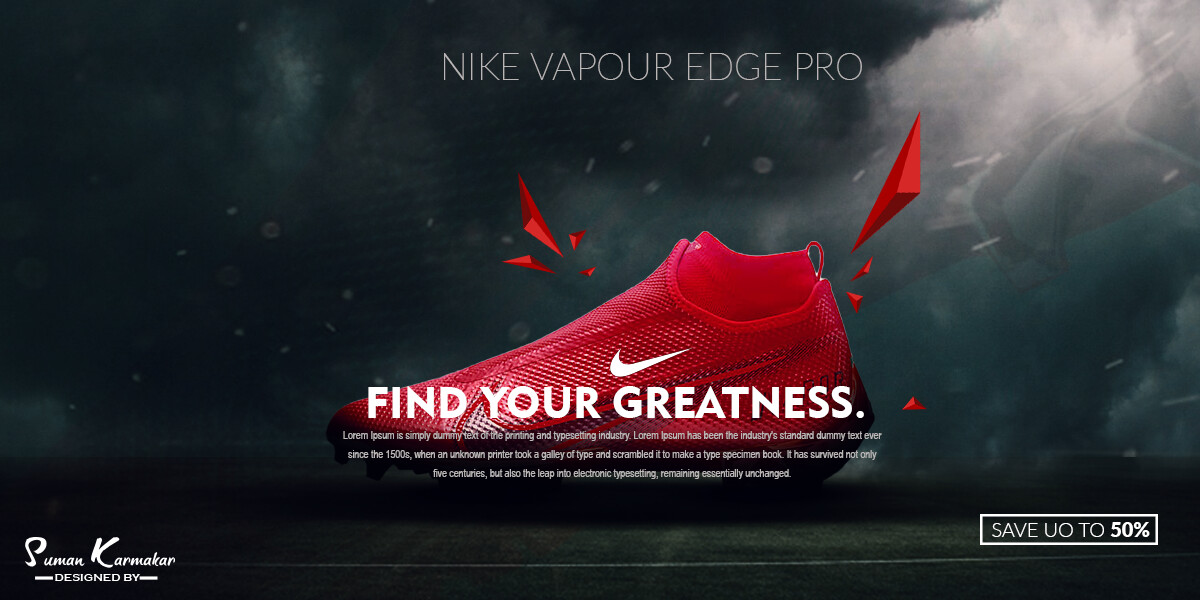 NIKE VAPOUR EDGE PRO
FIND YOUR GREATNESS.
Lorem Ipsum is simply dummy text of the printing and typesetting industry. Lorem Ipsum has been the industry's standard dummy text ever
since the 1500s, when an unknown printer took a galley of type and scrambled it to make a type specimen book. It has survived not only
five centuries, but also the leap into electronic typesetting, remaining essentially unchanged.
SAVE UO TO 50%
Suman Karmakar
DESIGNED BY